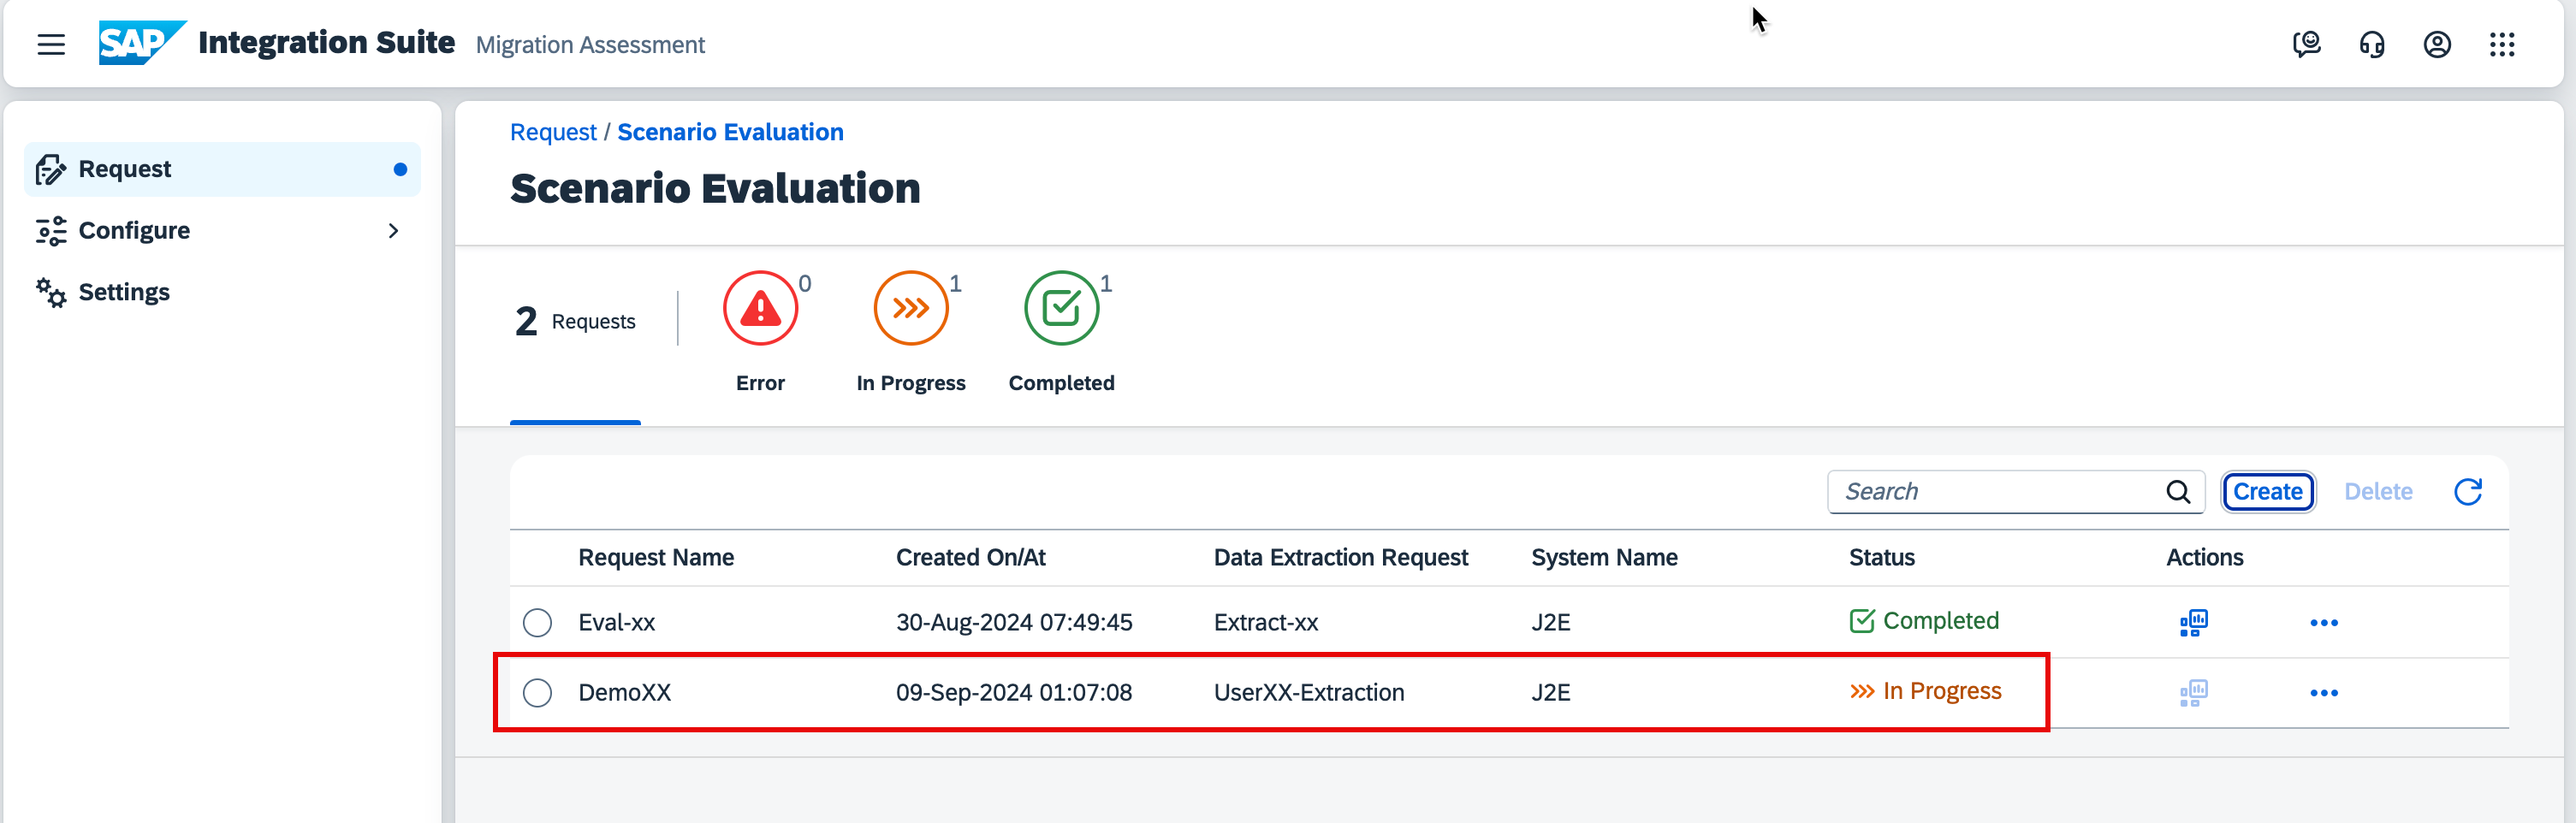 SAP Integration Suite Migration Assessment
Request
Configure
Settings
Request / Scenario Evaluation
Scenario Evaluation
2 Requests
0
Error
1
In Progress
1
Completed
Search Create Delete
Request Name Created On/At Data Extraction Request System Name Status Actions
Eval-xx 30-Aug-2024 07:49:45 Extract-xx J2E Completed
DemoXX 09-Sep-2024 01:07:08 UserXX-Extraction J2E In Progress